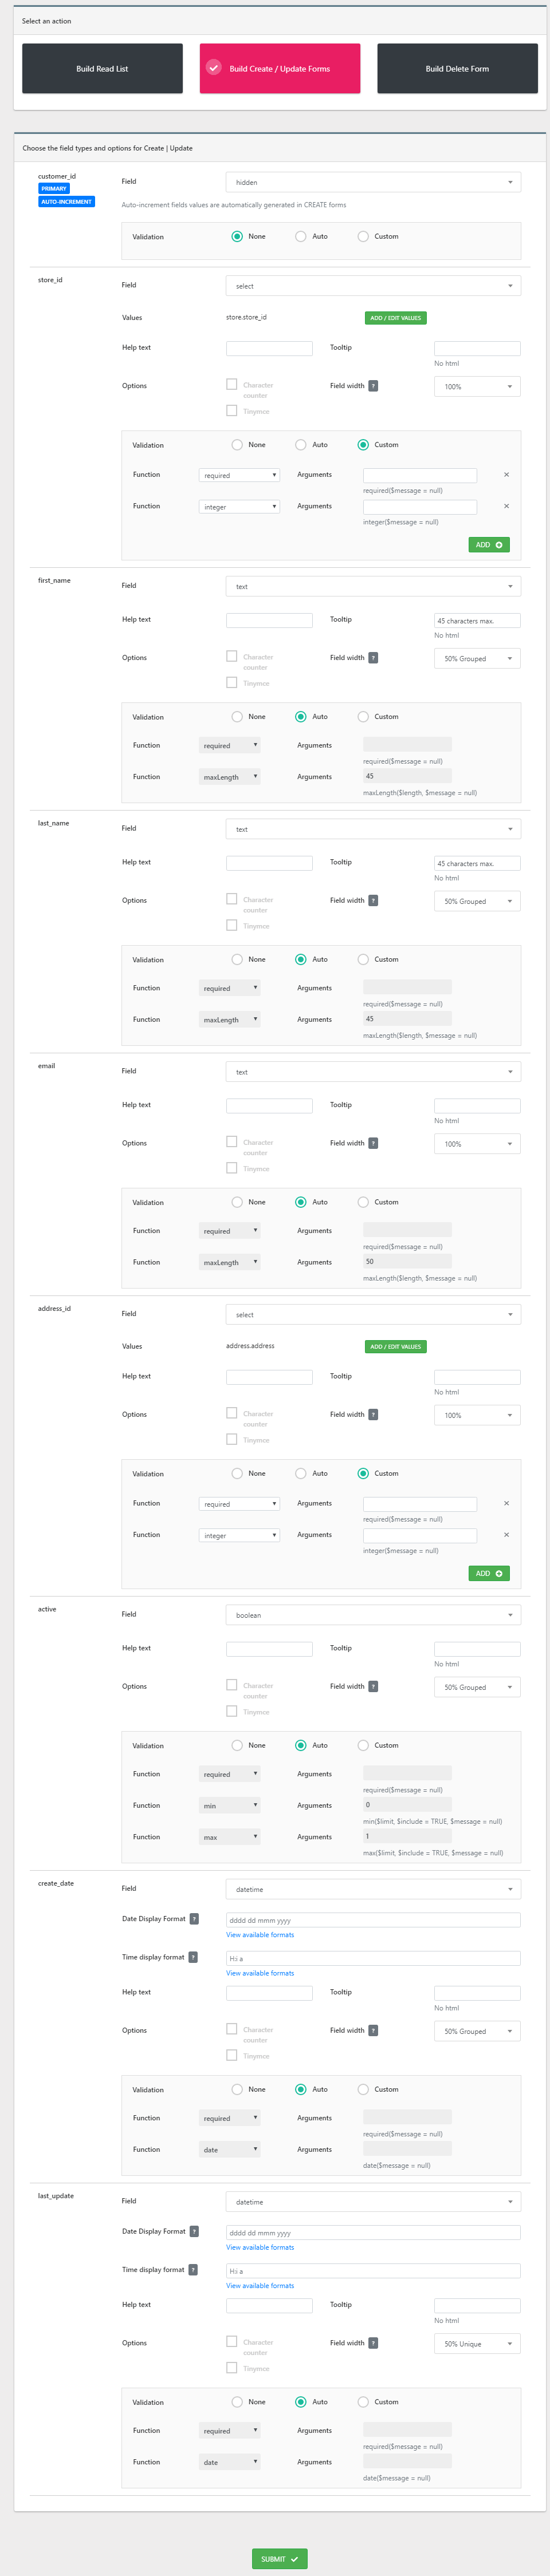 Select an action
Build Read List
Build Create / Update Forms
Build Delete Form
Choose the field types and options for Create | Update
customer_id
PRIMARY
AUTO-INCREMENT
Field
hidden
Auto-increment fields values are automatically generated in CREATE forms
Validation None Auto Custom
store_id
Field
select
Values store.store_id ADD / EDIT VALUES
Help text Tooltip
No html
Options Character counter Field width ? 100%
Tinymce
Validation None Auto Custom
Function required Arguments ×
required($message = null)
Function integer Arguments ×
integer($message = null)
ADD
first_name
Field
text
Help text Tooltip 45 characters max.
No html
Options Character counter Field width ? 50% Grouped
Tinymce
Validation None Auto Custom
Function required Arguments
required($message = null)
Function maxLength Arguments 45
maxLength($length, $message = null)
last_name
Field
text
Help text Tooltip 45 characters max.
No html
Options Character counter Field width ? 50% Grouped
Tinymce
Validation None Auto Custom
Function required Arguments
required($message = null)
Function maxLength Arguments 45
maxLength($length, $message = null)
email
Field
text
Help text Tooltip
No html
Options Character counter Field width ? 100%
Tinymce
Validation None Auto Custom
Function required Arguments
required($message = null)
Function maxLength Arguments 50
maxLength($length, $message = null)
address_id
Field
select
Values address.address ADD / EDIT VALUES
Help text Tooltip
No html
Options Character counter Field width ? 100%
Tinymce
Validation None Auto Custom
Function required Arguments ×
required($message = null)
Function integer Arguments ×
integer($message = null)
ADD
active
Field
boolean
Help text Tooltip
No html
Options Character counter Field width ? 50% Grouped
Tinymce
Validation None Auto Custom
Function required Arguments
required($message = null)
Function min Arguments 0
min($limit, $include = TRUE, $message = null)
Function max Arguments 1
max($limit, $include = TRUE, $message = null)
create_date
Field
datetime
Date Display Format ? dddd dd mmm yyyy
View available formats
Time display format ? H:i a
View available formats
Help text Tooltip
No html
Options Character counter Field width ? 50% Grouped
Tinymce
Validation None Auto Custom
Function required Arguments
required($message = null)
Function date Arguments
date($message = null)
last_update
Field
datetime
Date Display Format ? dddd dd mmm yyyy
View available formats
Time display format ? H:i a
View available formats
Help text Tooltip
No html
Options Character counter Field width ? 50% Unique
Tinymce
Validation None Auto Custom
Function required Arguments
required($message = null)
Function date Arguments
date($message = null)
SUBMIT